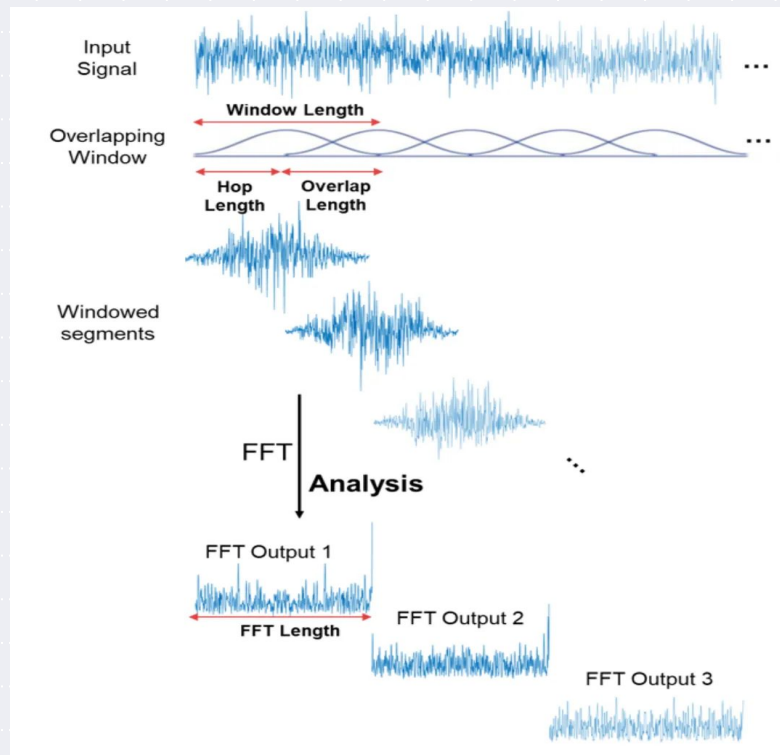 Input
Signal
...
Window Length
Overlapping
Window
...
Hop
Length
Overlap
Length
Windowed
segments
...
FFT
Analysis
FFT Output 1
FFT Length
FFT Output 2
FFT Output 3